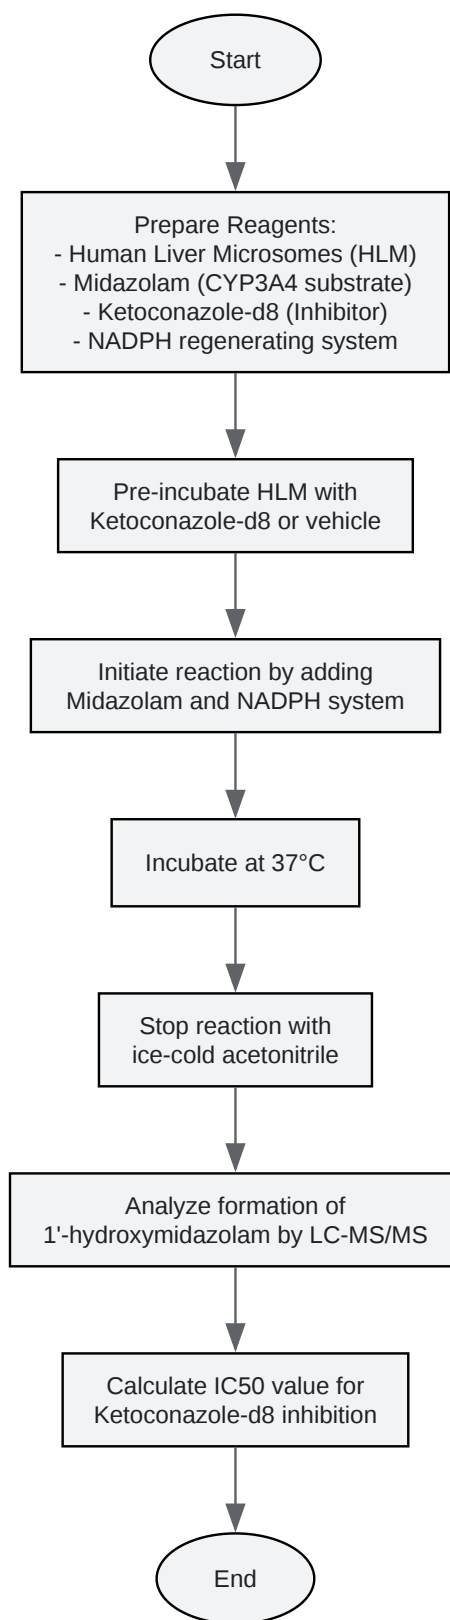 Start
Prepare Reagents:
- Human Liver Microsomes (HLM)
- Midazolam (CYP3A4 substrate)
- Ketoconazole-d8 (Inhibitor)
- NADPH regenerating system
Pre-incubate HLM with
Ketoconazole-d8 or vehicle
Initiate reaction by adding
Midazolam and NADPH system
Incubate at 37°C
Stop reaction with
ice-cold acetonitrile
Analyze formation of
1'-hydroxymidazolam by LC-MS/MS
Calculate IC50 value for
Ketoconazole-d8 inhibition
End